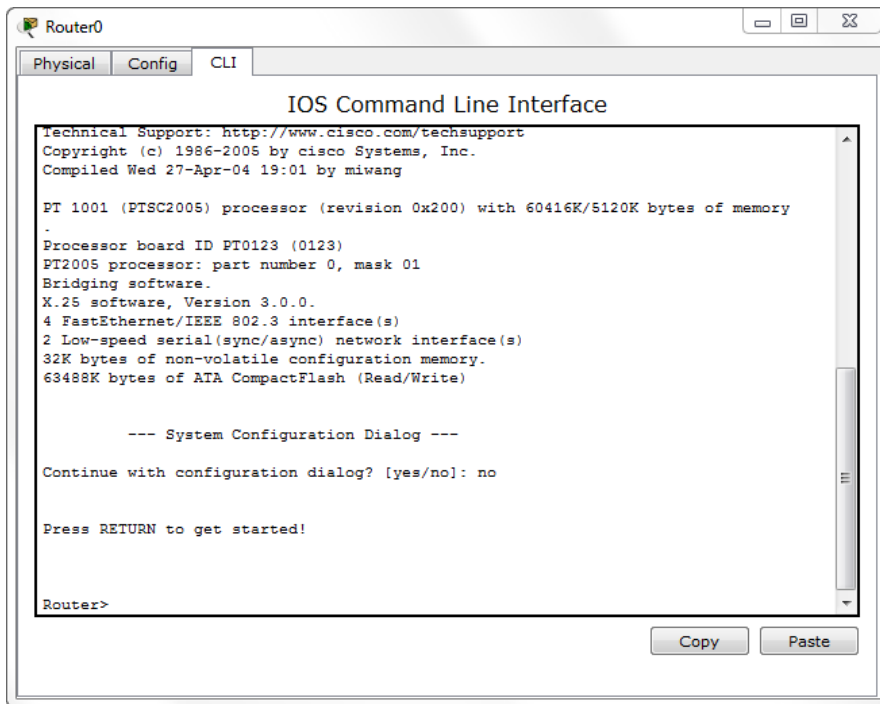 Router0
Physical Config CLI
IOS Command Line Interface
Technical Support: http://www.cisco.com/techsupport
Copyright (c) 1986-2005 by cisco Systems, Inc.
Compiled Wed 27-Apr-04 19:01 by miwang
PT 1001 (PTSC2005) processor (revision 0x200) with 60416K/5120K bytes of memory
.
Processor board ID PT0123 (0123)
PT2005 processor: part number 0, mask 01
Bridging software.
X.25 software, Version 3.0.0.
4 FastEthernet/IEEE 802.3 interface(s)
2 Low-speed serial(sync/async) network interface(s)
32K bytes of non-volatile configuration memory.
63488K bytes of ATA CompactFlash (Read/Write)
--- System Configuration Dialog ---
Continue with configuration dialog? [yes/no]: no
Press RETURN to get started!
Router>
Copy Paste